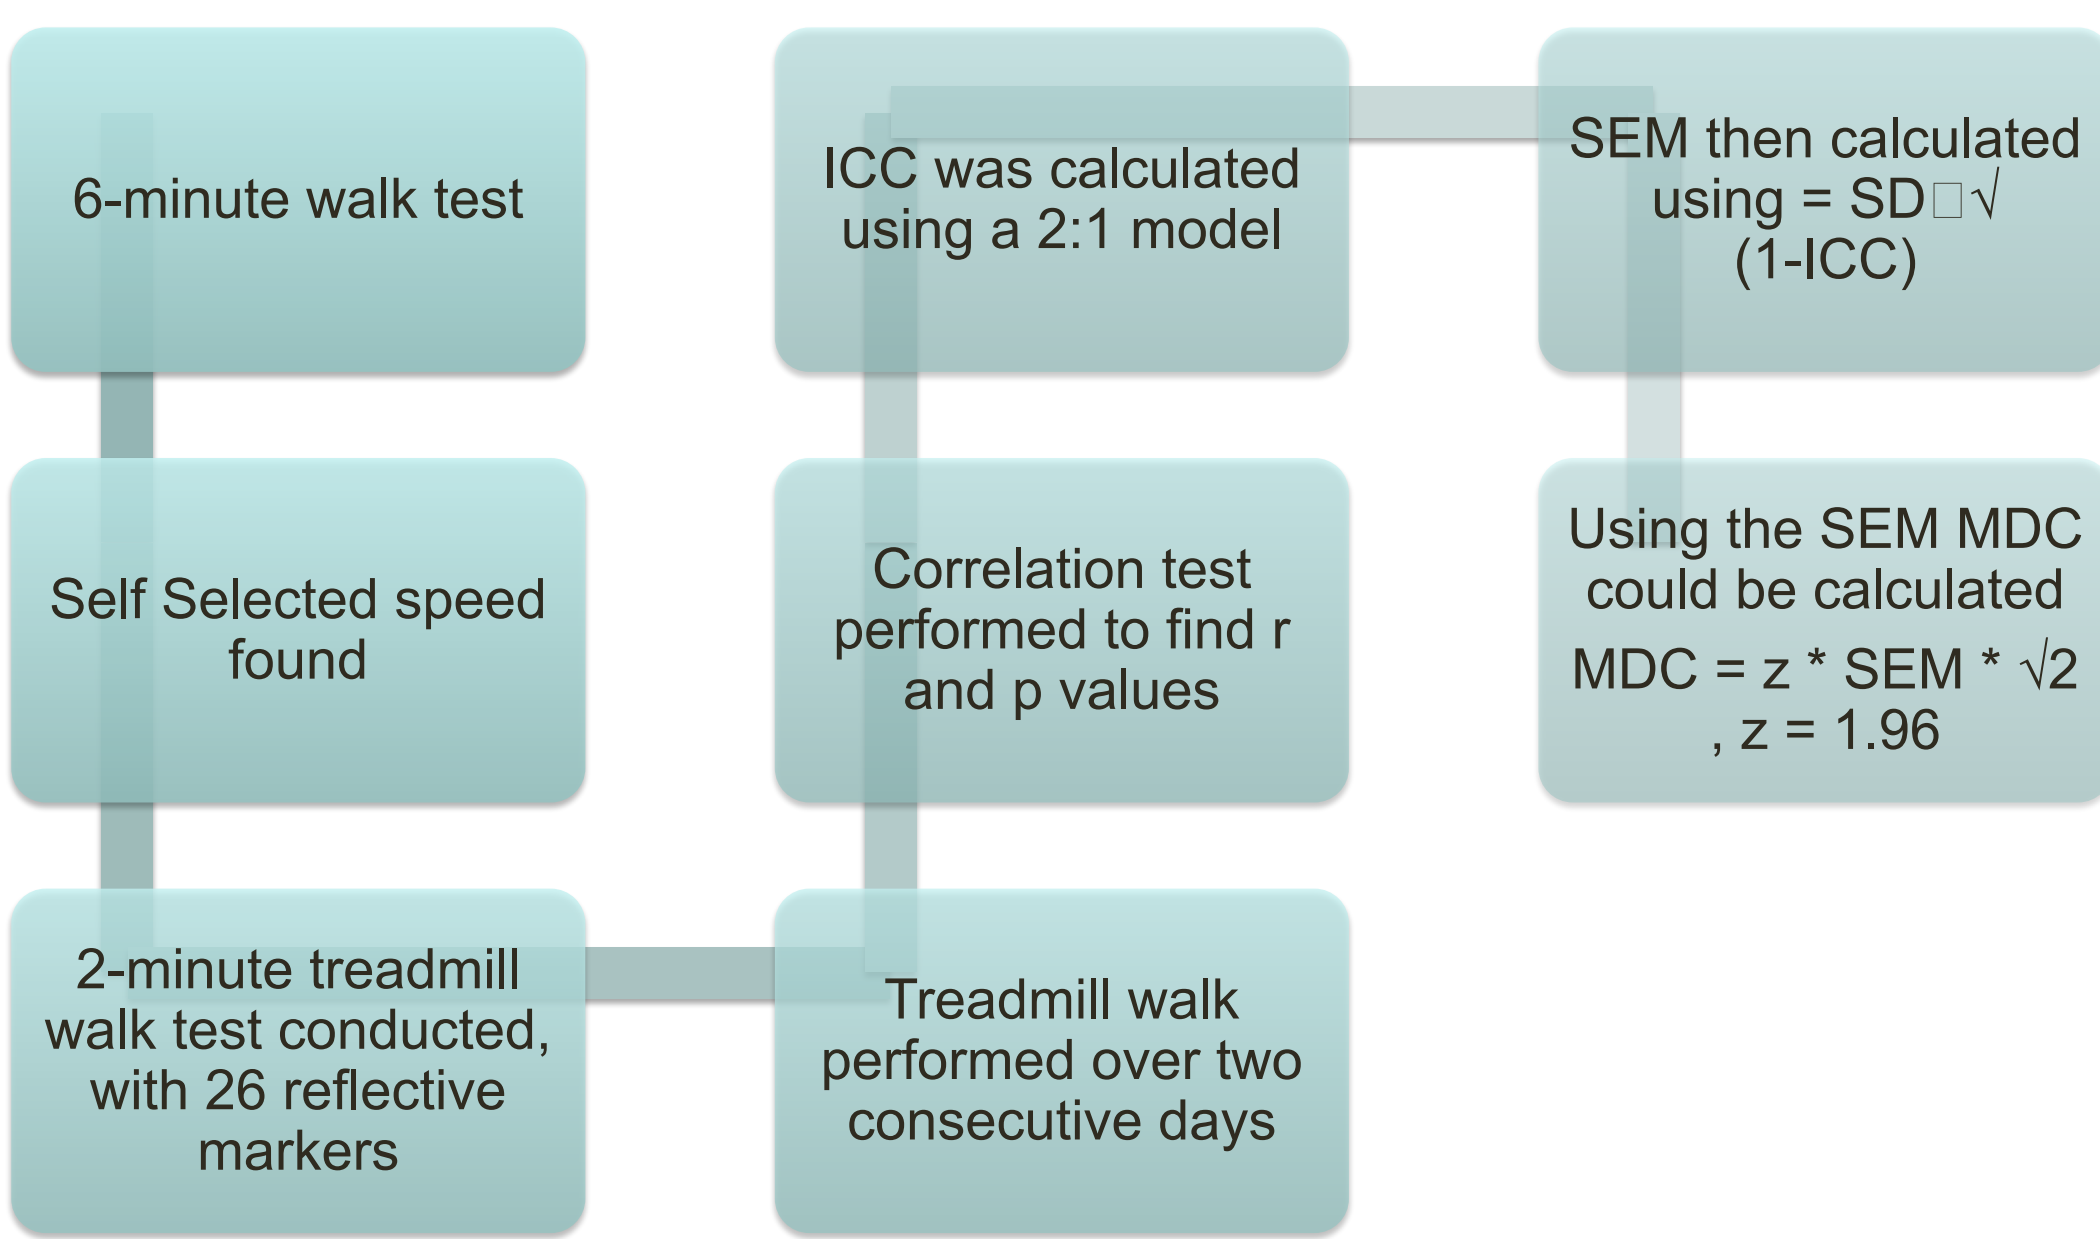 6-minute walk test
Self Selected speed
found
2-minute treadmill
walk test conducted,
with 26 reflective
markers
Treadmill walk
performed over two
consecutive days
Correlation test
performed to find r
and p values
ICC was calculated
using a 2:1 model
SEM then calculated
using = SD□√
(1-ICC)
Using the SEM MDC
could be calculated
MDC = z * SEM * √2
, z = 1.96